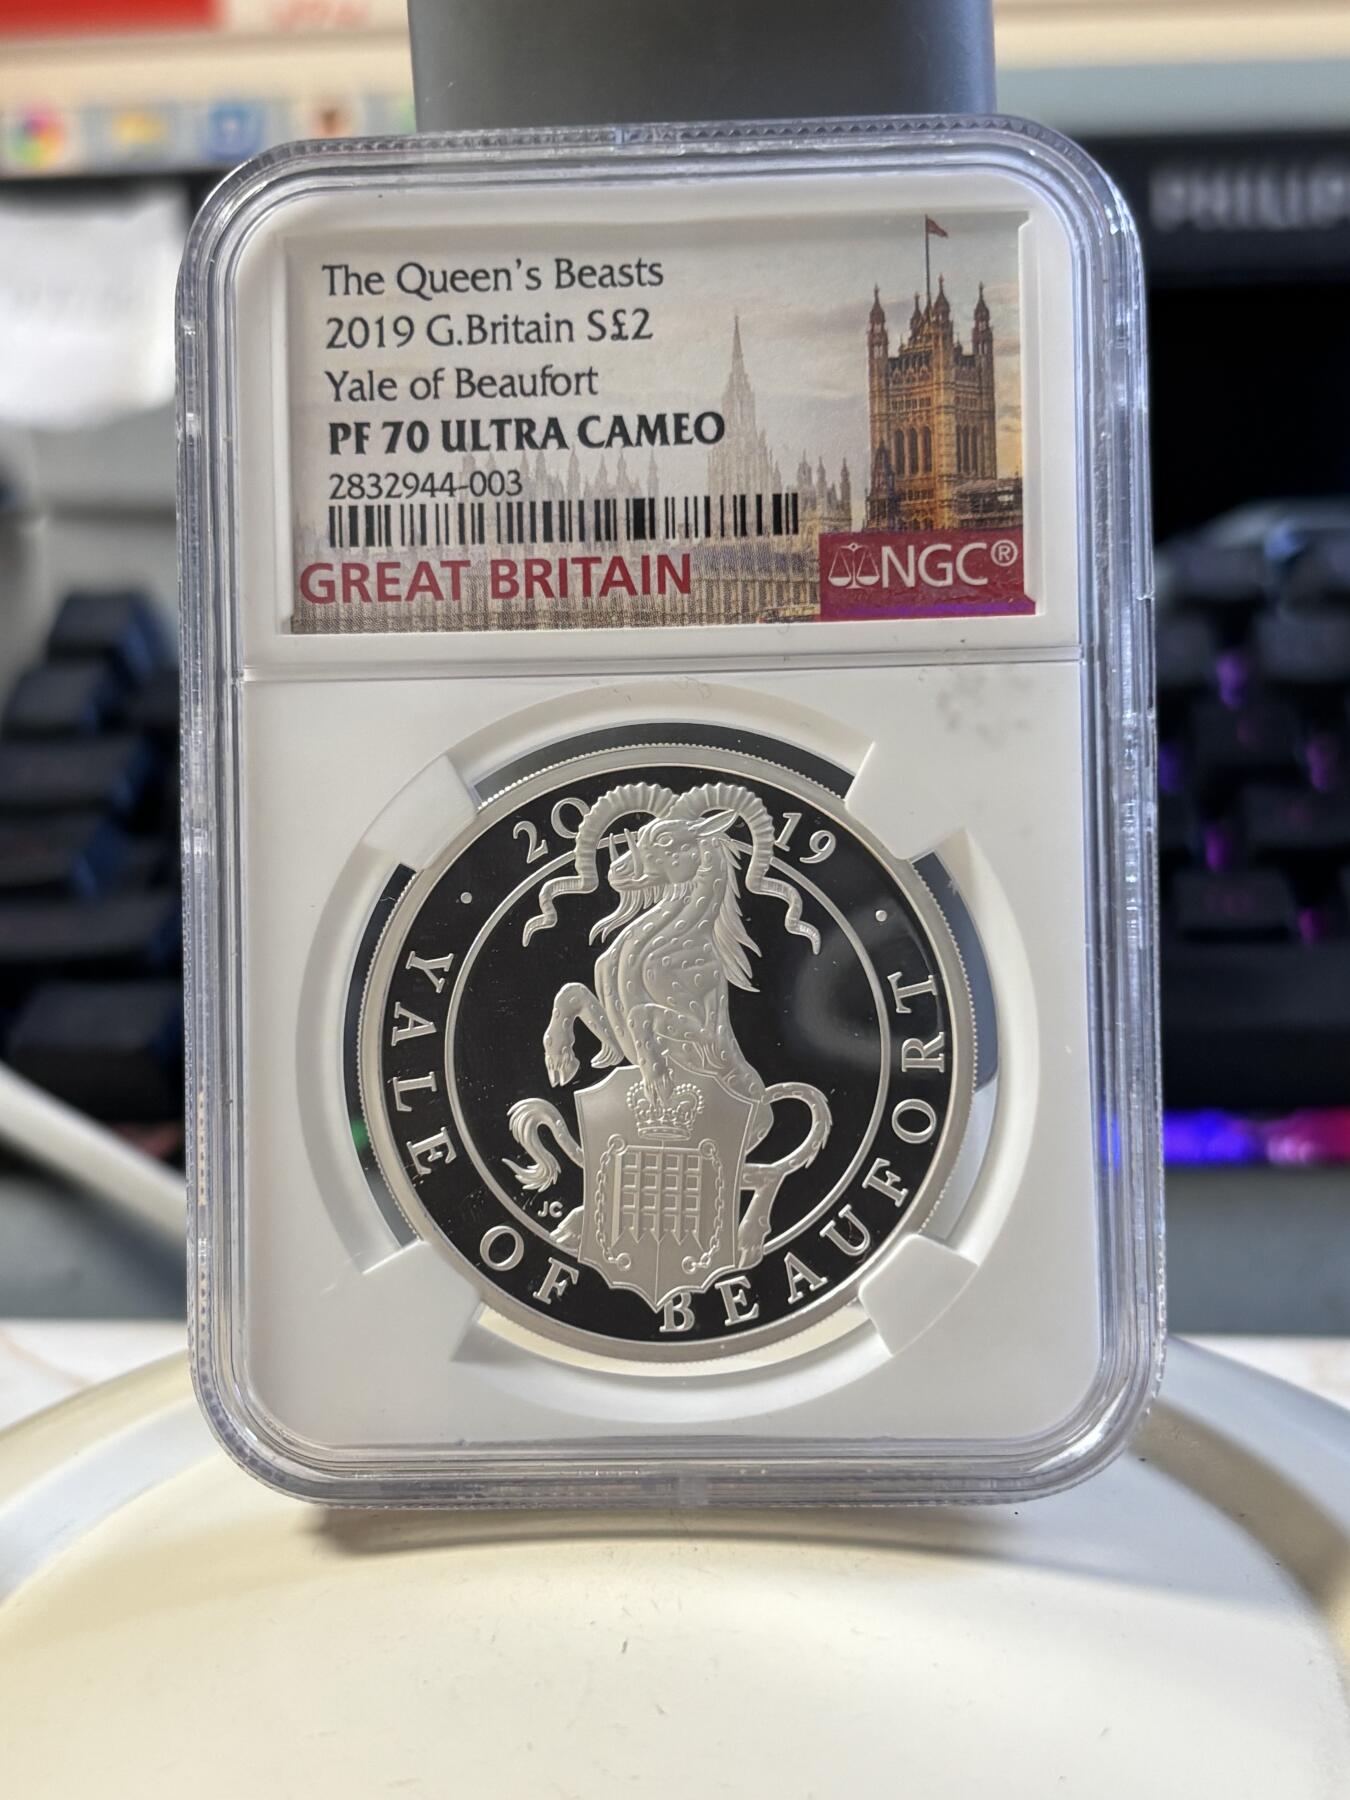 PHILIP
The Queen's Beasts
2019 G.Britain S£2
Yale of Beaufort
PF 70 ULTRA CAMEO
2832944-003
GREAT BRITAIN
NGC®
2019
YALE OF BEAUFORT
JC